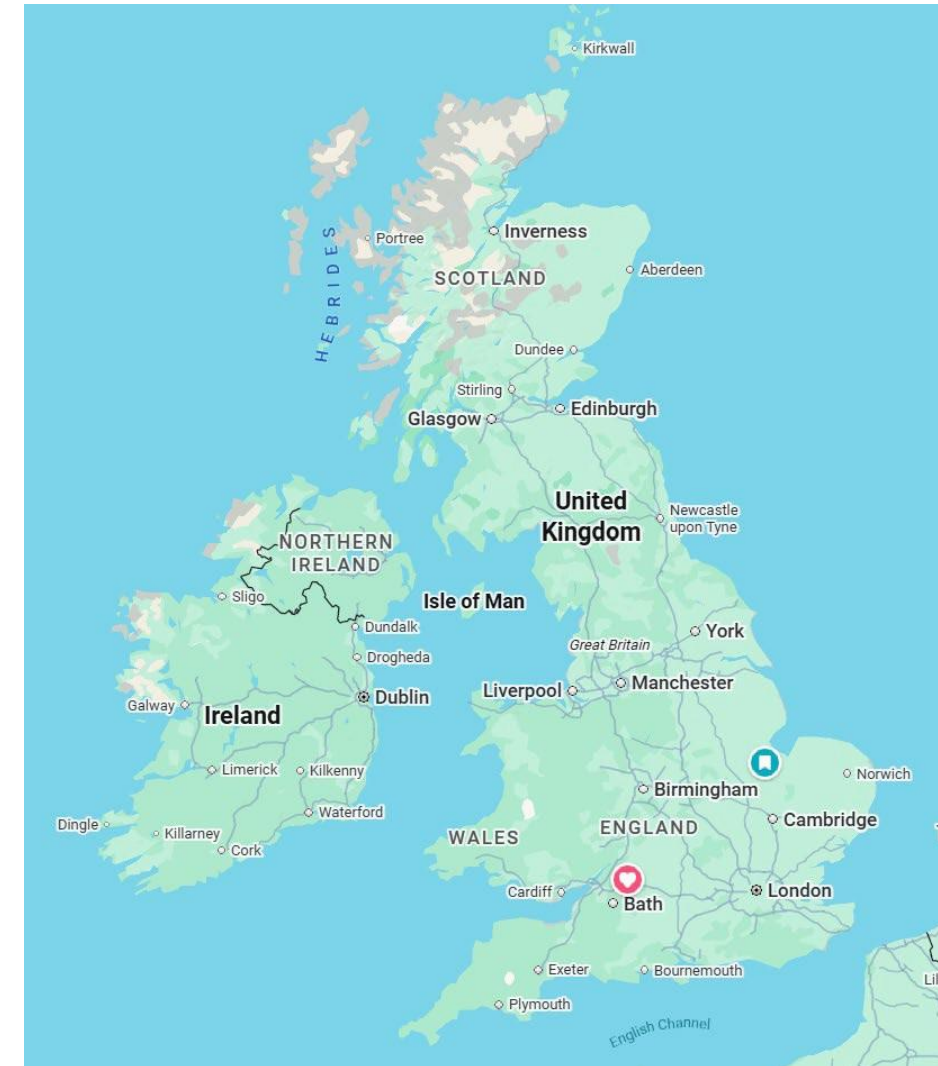 Kirkwall
HEBRIDES
Portree
Inverness
SCOTLAND
Aberdeen
Dundee
Stirling
Glasgow
Edinburgh
United
Kingdom
Newcastle
upon Tyne
NORTHERN
IRELAND
Sligo
Isle of Man
Dundalk
Great Britain
York
Drogheda
Galway
Ireland
Dublin
Liverpool
Manchester
Limerick
Kilkenny
Norwich
Birmingham
Dingle
Killarney
Waterford
Cork
WALES
ENGLAND
Cambridge
Cardiff
Bath
London
Exeter
Bournemouth
Plymouth
English Channel